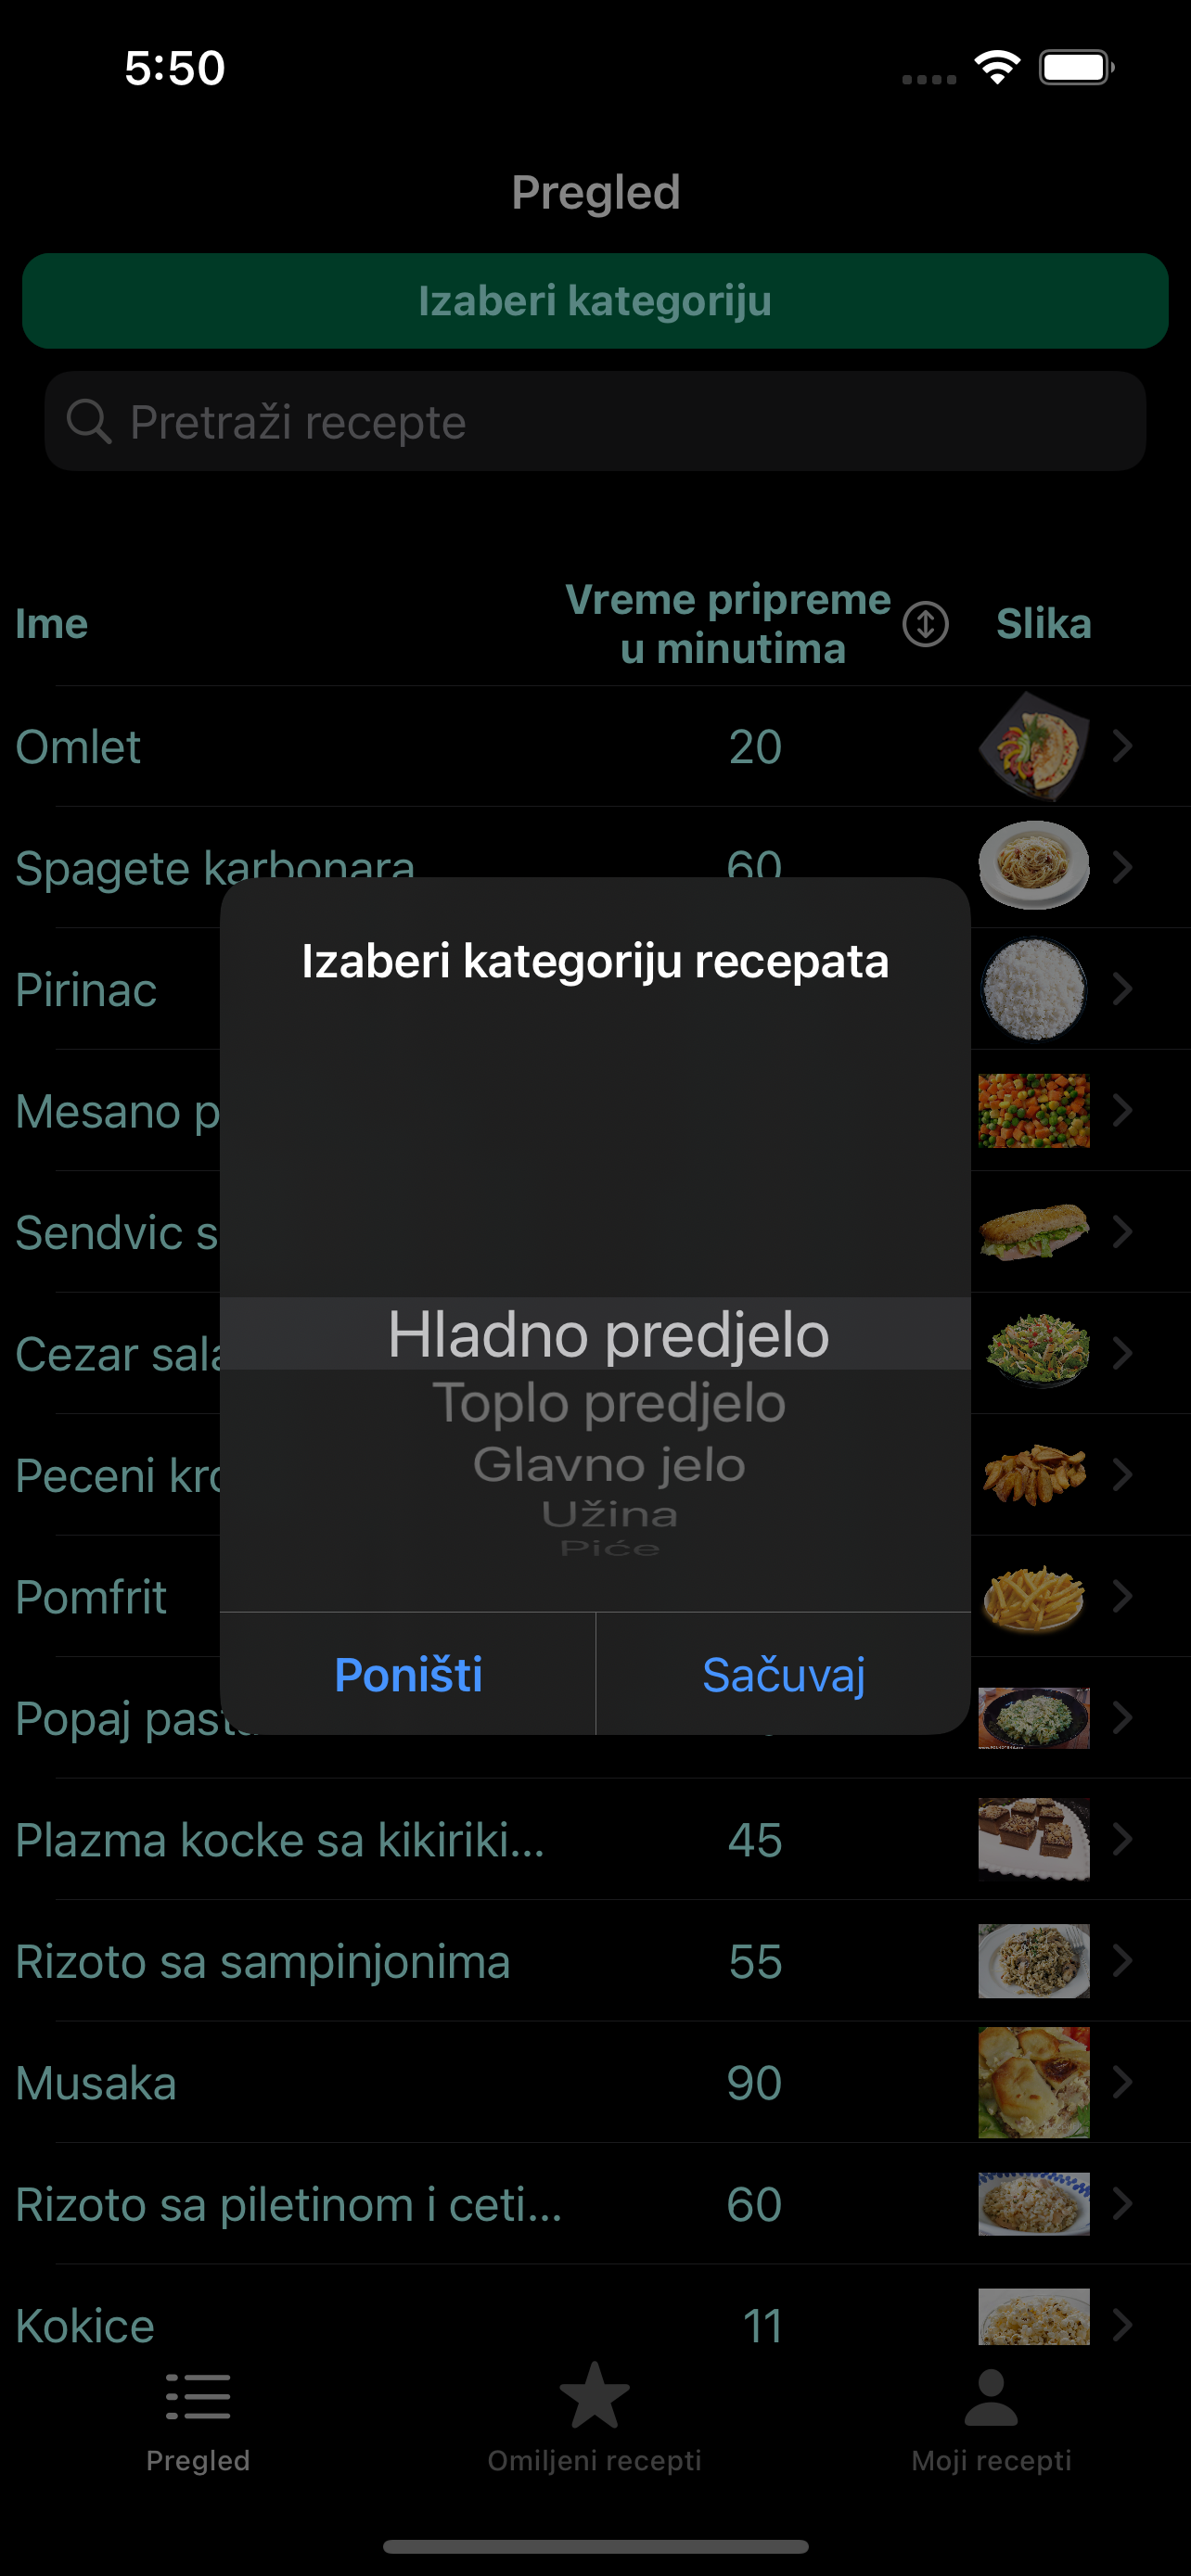 5:50
Pregled
Izaberi kategoriju
Pretraži recepte
Ime
Vreme pripreme
u minutima
Slika
Omlet 20
Spagete karbonara 60
Pirinac
Mesano p
Sendvic s
Cezar sala
Peceni kro
Pomfrit
Popaj pasta
Izaberi kategoriju recepata
Hladno predjelo
Toplo predjelo
Glavno jelo
Užina
Piće
Poništi
Sačuvaj
Plazma kocke sa kikiriki... 45
Rizoto sa sampinjonima 55
Musaka 90
Rizoto sa piletinom i ceti... 60
Kokice 11
Pregled
Omiljeni recepti
Moji recepti